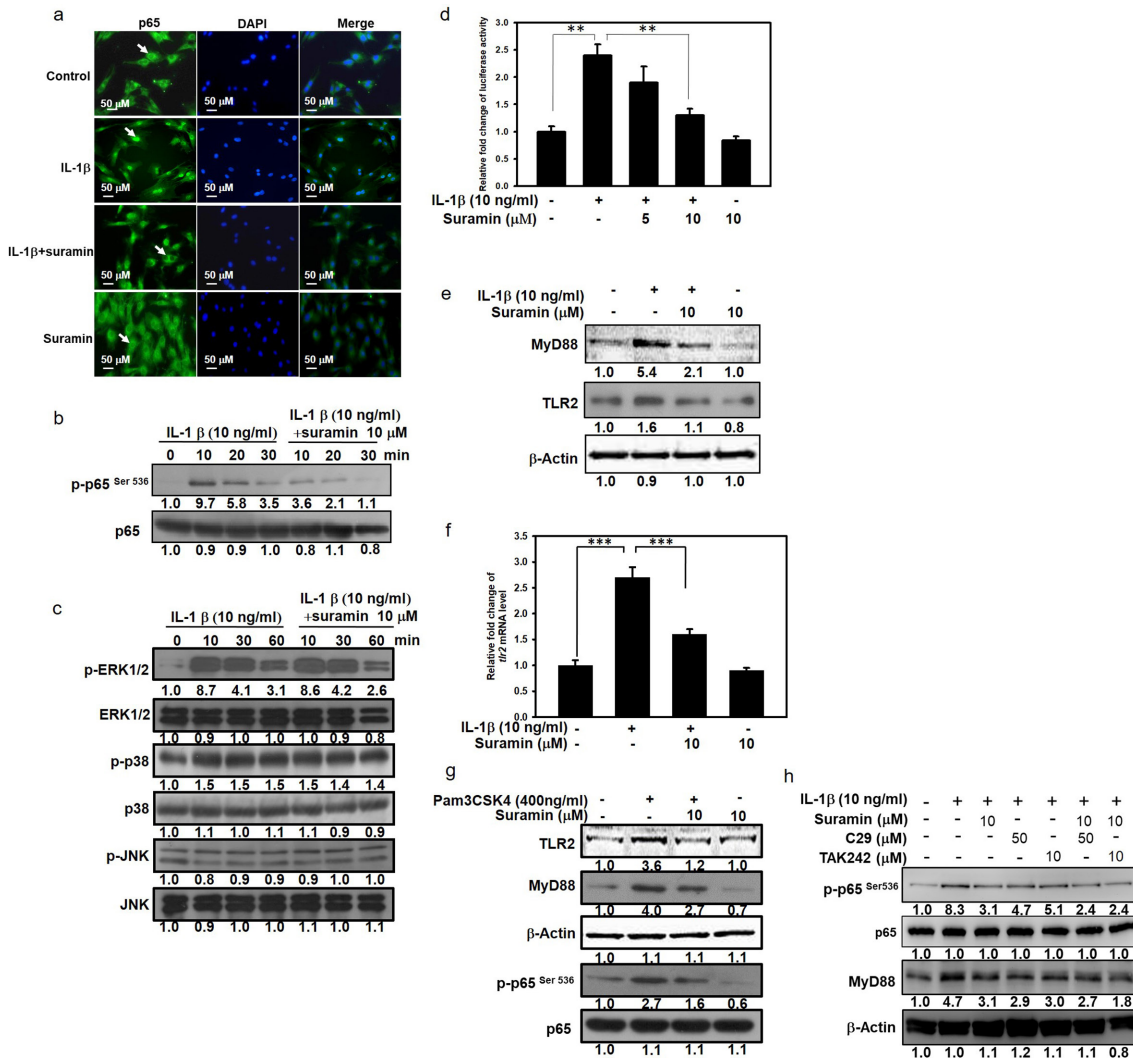 a
p65 DAPI Merge
Control
50 μM 50 μM 50 μM
IL-1β
50 μM 50 μM 50 μM
IL-1β+suramin
50 μM 50 μM 50 μM
Suramin
50 μM 50 μM 50 μM
b
IL-1 β (10 ng/ml) IL-1 β (10 ng/ml)
+suramin 10 μM
0 10 20 30 10 20 30 min
p-p65 Ser 536
1.0 9.7 5.8 3.5 3.6 2.1 1.1
p65
1.0 0.9 0.9 1.0 0.8 1.1 0.8
c
IL-1 β (10 ng/ml) IL-1 β (10 ng/ml)
+suramin 10 μM
0 10 30 60 10 30 60 min
p-ERK1/2
1.0 8.7 4.1 3.1 8.6 4.2 2.6
ERK1/2
1.0 0.9 1.0 1.0 1.0 0.9 0.8
p-p38
1.0 1.5 1.5 1.5 1.5 1.4 1.4
p38
1.0 1.1 1.0 1.1 1.1 0.9 0.9
p-JNK
1.0 0.8 0.9 0.9 0.9 1.0 1.0
JNK
1.0 0.9 1.0 1.0 1.1 1.0 1.1
d
Relative fold change of luciferase activity
3.0
2.5
2.0
1.5
1.0
0.5
0.0
** **
IL-1β (10 ng/ml) - + + + -
Suramin (μM) - - 5 10 10
e
IL-1β (10 ng/ml) - + + -
Suramin (μM) - - 10 10
MyD88
1.0 5.4 2.1 1.0
TLR2
1.0 1.6 1.1 0.8
β-Actin
1.0 0.9 1.0 1.0
f
Relative fold change of
tlr2 mRNA level
3.5
3.0
2.5
2.0
1.5
1.0
0.5
0.0
*** ***
IL-1β (10 ng/ml) - + + -
Suramin (μM) - - 10 10
g
Pam3CSK4 (400ng/ml) - + + -
Suramin (μM) - - 10 10
TLR2
1.0 3.6 1.2 1.0
MyD88
1.0 4.0 2.7 0.7
β-Actin
1.0 1.1 1.1 1.1
p-p65 Ser 536
1.0 2.7 1.6 0.6
p65
1.0 1.1 1.1 1.1
h
IL-1β (10 ng/ml) - + + + + + +
Suramin (μM) - - 10 - - 10 10
C29 (μM) - - - 50 - 50 -
TAK242 (μM) - - - - 10 - 10
p-p65 Ser536
1.0 8.3 3.1 4.7 5.1 2.4 2.4
p65
1.0 1.0 1.0 1.0 1.0 1.0 1.0
MyD88
1.0 4.7 3.1 2.9 3.0 2.7 1.8
β-Actin
1.0 1.0 1.1 1.2 1.1 1.1 0.8